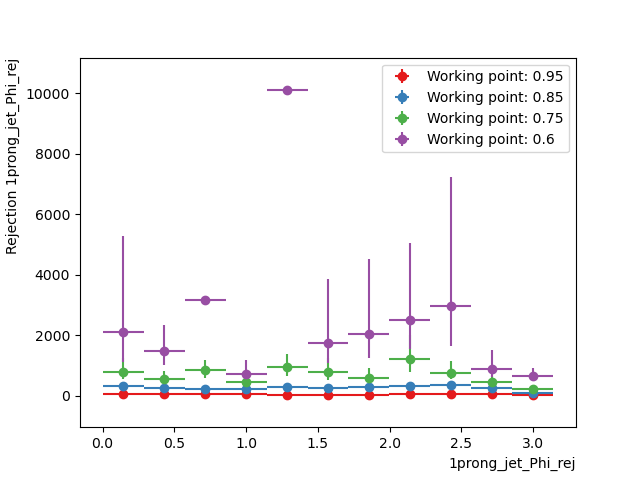 Rejection 1prong_jet_Phi_rej
10000
8000
6000
4000
2000
0
Working point: 0.95
Working point: 0.85
Working point: 0.75
Working point: 0.6
0.0 0.5 1.0 1.5 2.0 2.5 3.0
1prong_jet_Phi_rej